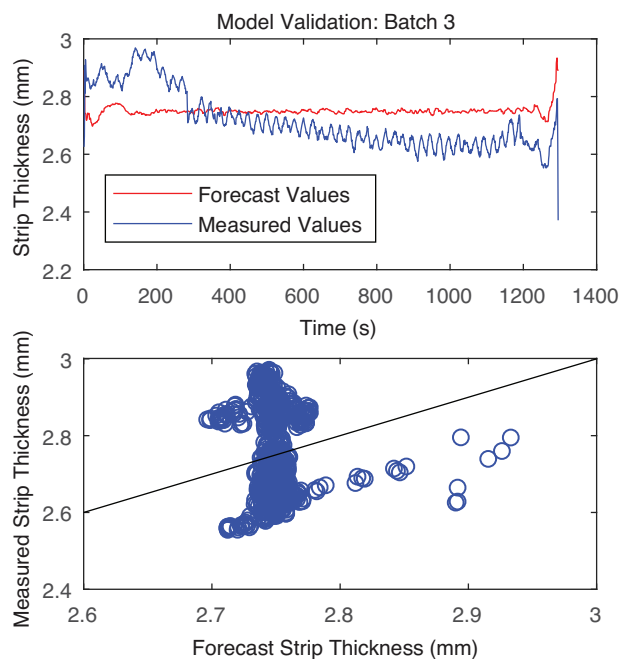 Model Validation: Batch 3
Strip Thickness (mm)
3
2.8
2.6
2.4
2.2
Forecast Values
Measured Values
0 200 400 600 800 1000 1200 1400
Time (s)
Measured Strip Thickness (mm)
3
2.8
2.6
2.4
2.6 2.7 2.8 2.9 3
Forecast Strip Thickness (mm)